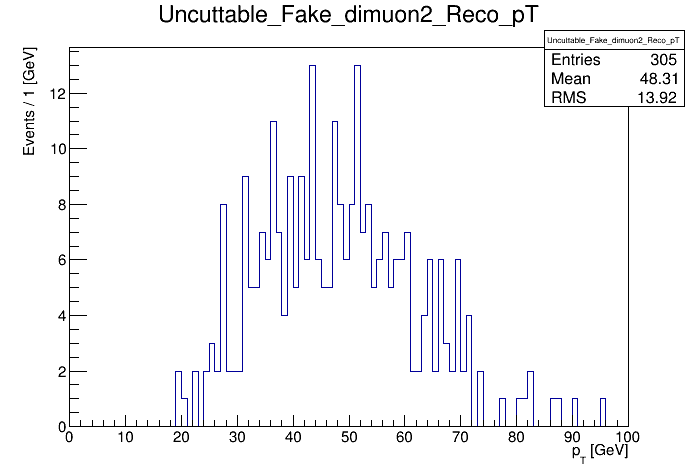 Uncuttable_Fake_dimuon2_Reco_pT
Uncuttable_Fake_dimuon2_Reco_pT
Entries 305
Mean 48.31
RMS 13.92
Events / 1 [GeV]
12
10
8
6
4
2
0
0 10 20 30 40 50 60 70 80 90 100
p_T [GeV]